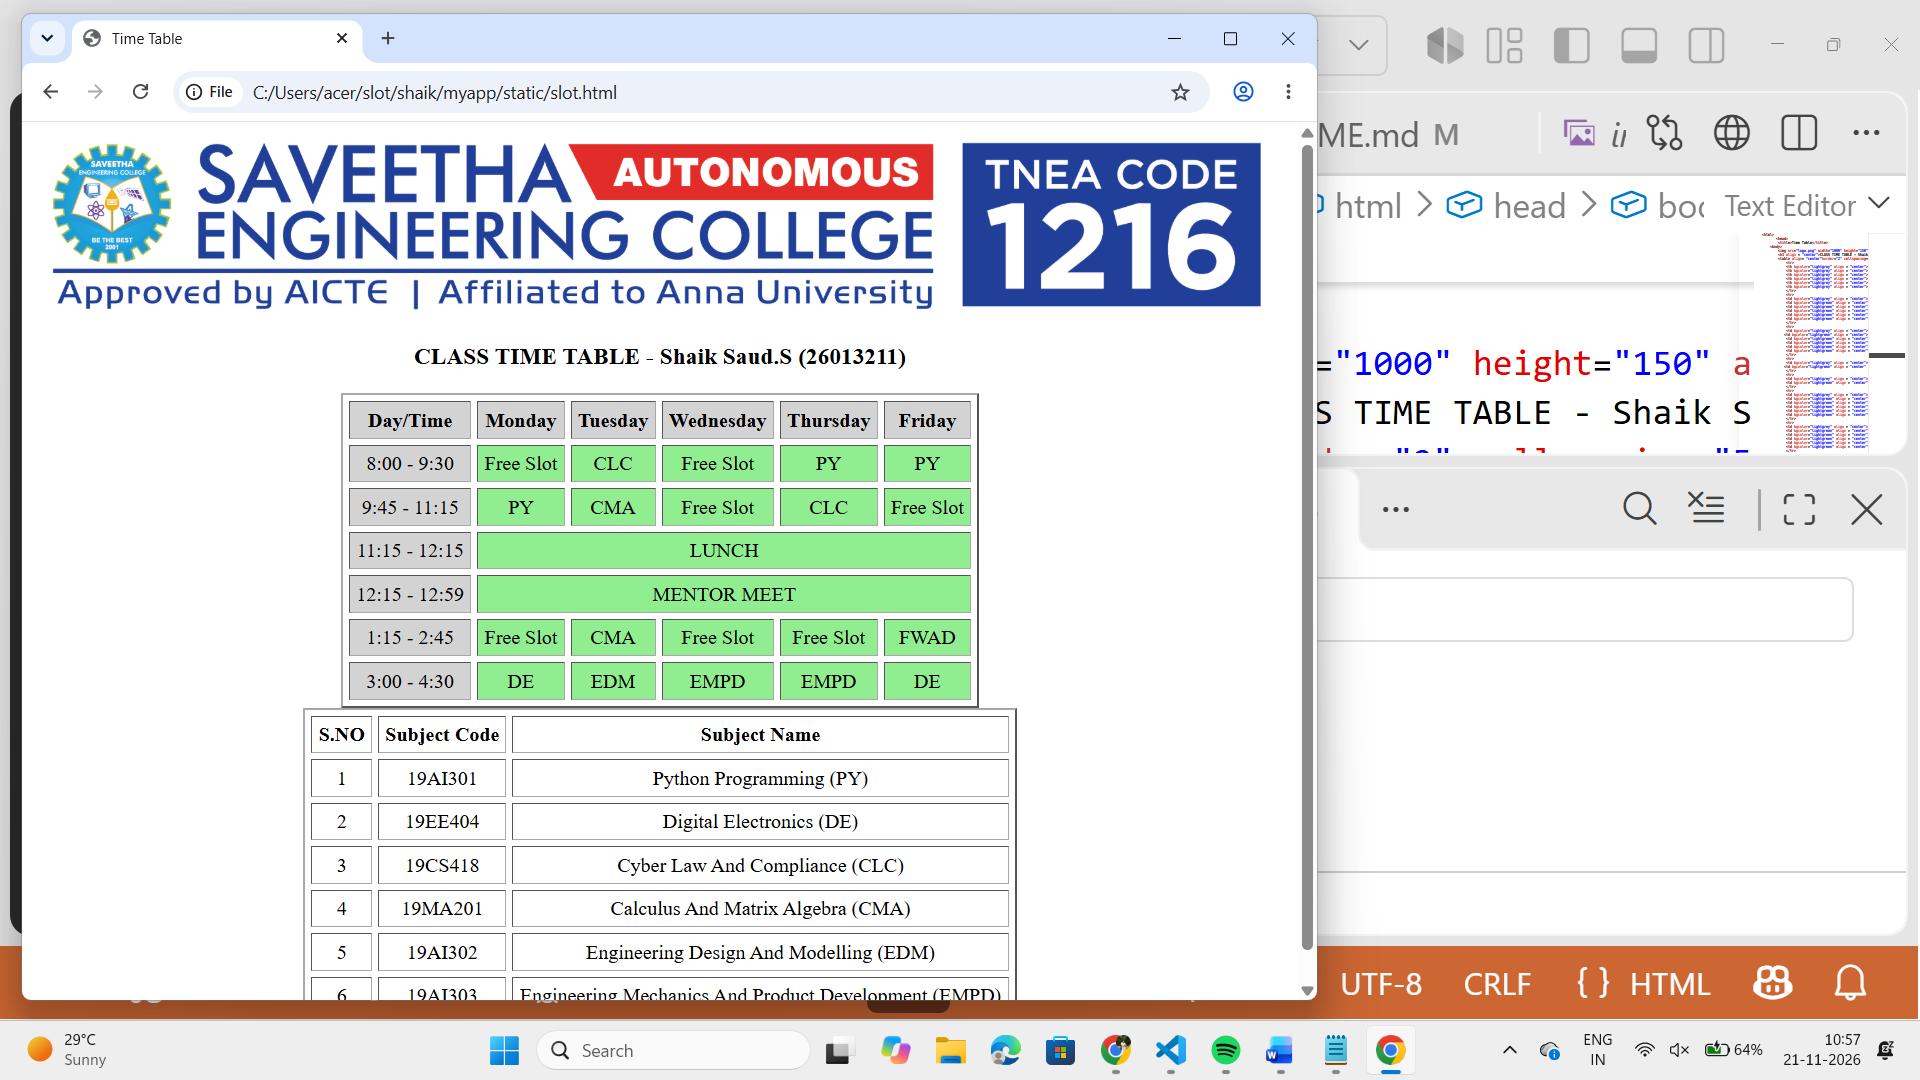 Time Table
File C:/Users/acer/slot/shaik/myapp/static/slot.html
SAVEETHA AUTONOMOUS
ENGINEERING COLLEGE
Approved by AICTE | Affiliated to Anna University
TNEA CODE
1216
SAVEETHA
ENGINEERING COLLEGE
BE THE BEST
2001
CLASS TIME TABLE - Shaik Saud.S (26013211)
Day/Time Monday Tuesday Wednesday Thursday Friday
8:00 - 9:30 Free Slot CLC Free Slot PY PY
9:45 - 11:15 PY CMA Free Slot CLC Free Slot
11:15 - 12:15 LUNCH
12:15 - 12:59 MENTOR MEET
1:15 - 2:45 Free Slot CMA Free Slot Free Slot FWAD
3:00 - 4:30 DE EDM EMPD EMPD DE
S.NO Subject Code Subject Name
1 19AI301 Python Programming (PY)
2 19EE404 Digital Electronics (DE)
3 19CS418 Cyber Law And Compliance (CLC)
4 19MA201 Calculus And Matrix Algebra (CMA)
5 19AI302 Engineering Design And Modelling (EDM)
6 19AI303 Engineering Mechanics And Product Development (EMPD)
ME.md M
html > head > Text Editor
="1000" height="150" a
S TIME TABLE - Shaik S
UTF-8 CRLF { } HTML
29°C
Sunny
Search
ENG
IN
64%
10:57
21-11-2026